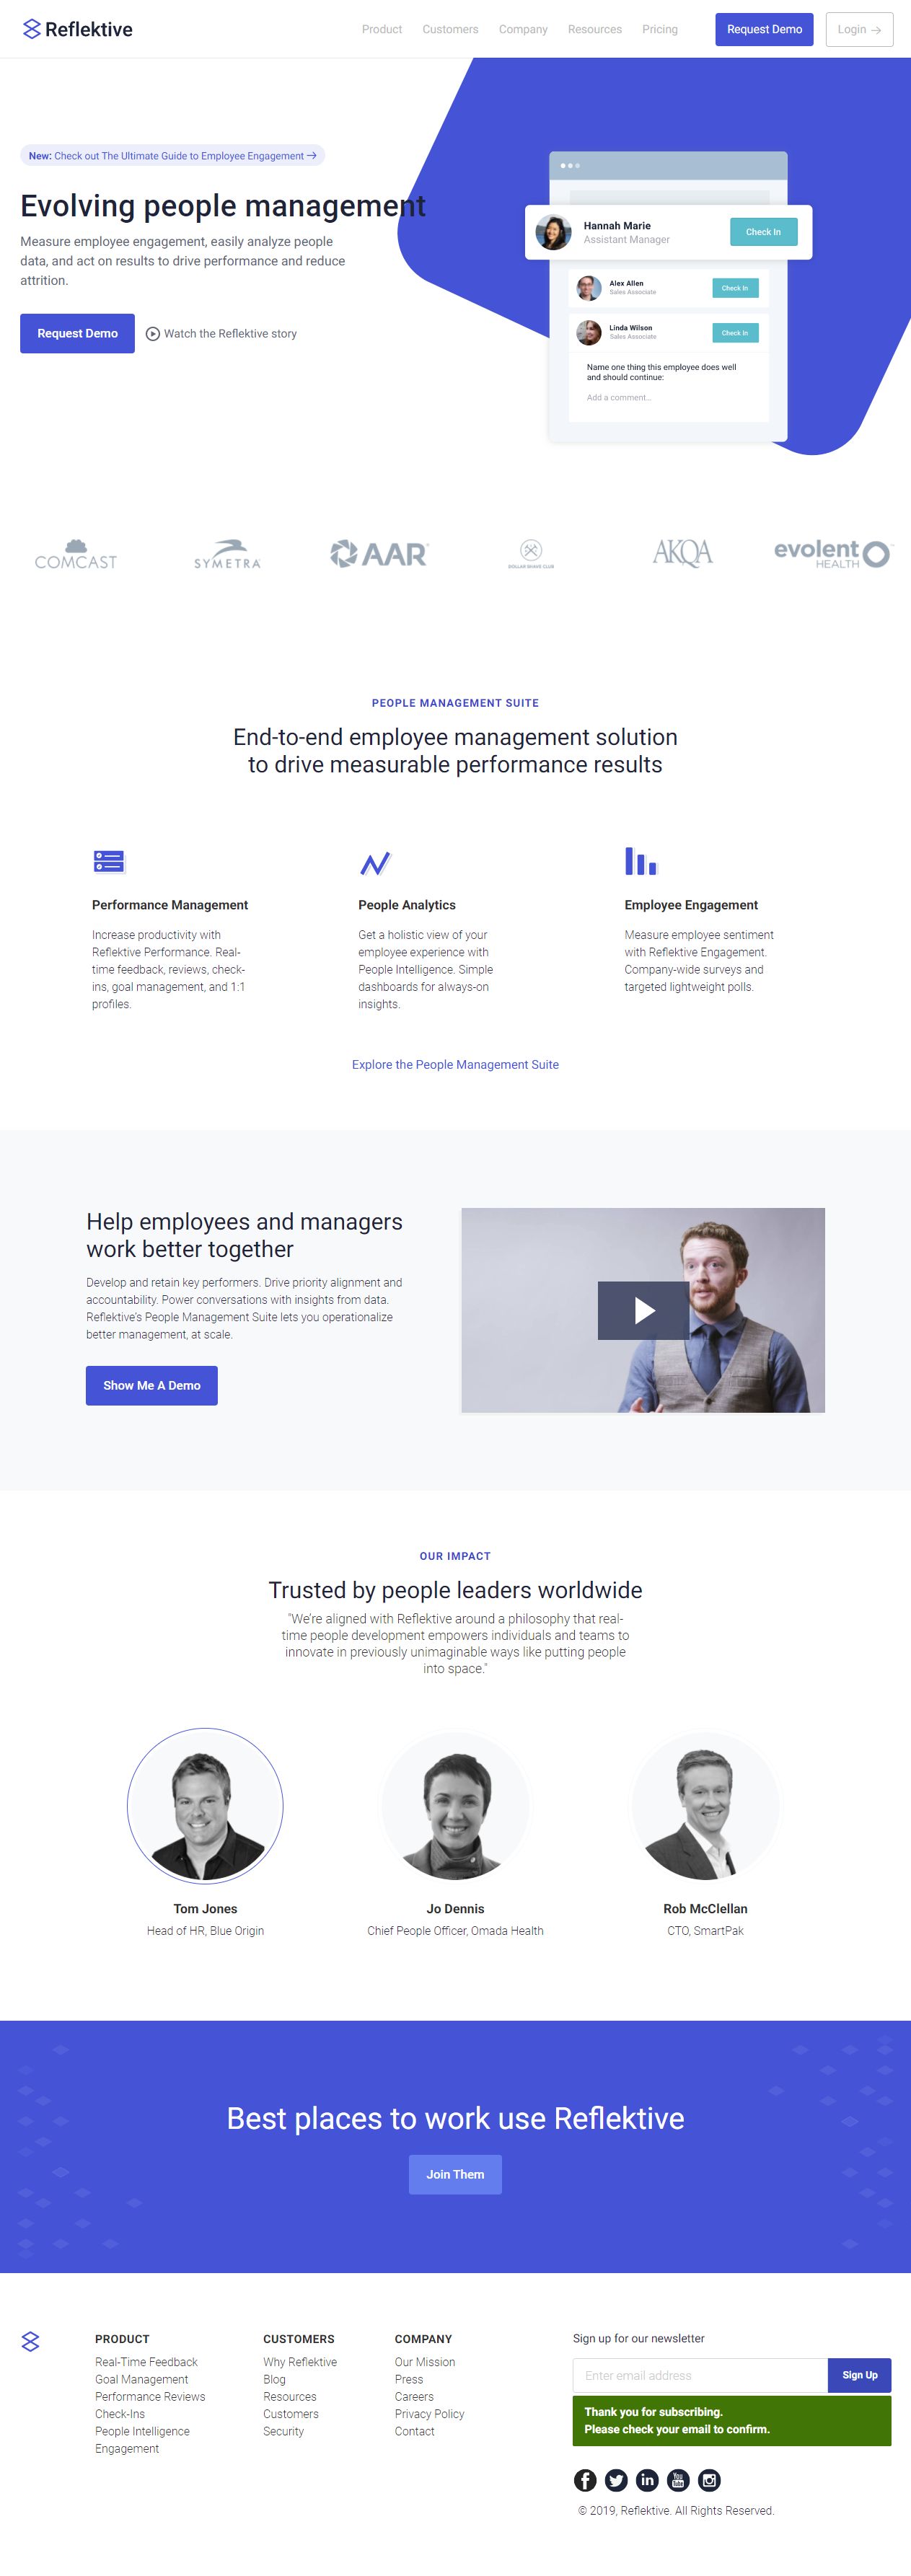 Reflektive
Product Customers Company Resources Pricing Request Demo Login →
New: Check out The Ultimate Guide to Employee Engagement →
Evolving people management
Measure employee engagement, easily analyze people
data, and act on results to drive performance and reduce
attrition.
Request Demo Watch the Reflektive story
Hannah Marie
Assistant Manager
Check In
Alex Allen
Sales Associate
Check In
Linda Wilson
Sales Associate
Check In
Name one thing this employee does well
and should continue:
Add a comment...
COMCAST
SYMETRA
AAR
DOLLAR SHAVE CLUB
AKQA
evolent
HEALTH
PEOPLE MANAGEMENT SUITE
End-to-end employee management solution
to drive measurable performance results
Performance Management
Increase productivity with
Reflektive Performance. Real-
time feedback, reviews, check-
ins, goal management, and 1:1
profiles.
People Analytics
Get a holistic view of your
employee experience with
People Intelligence. Simple
dashboards for always-on
insights.
Employee Engagement
Measure employee sentiment
with Reflektive Engagement.
Company-wide surveys and
targeted lightweight polls.
Explore the People Management Suite
Help employees and managers
work better together
Develop and retain key performers. Drive priority alignment and
accountability. Power conversations with insights from data.
Reflektive's People Management Suite lets you operationalize
better management, at scale.
Show Me A Demo
OUR IMPACT
Trusted by people leaders worldwide
"We're aligned with Reflektive around a philosophy that real-
time people development empowers individuals and teams to
innovate in previously unimaginable ways like putting people
into space."
Tom Jones
Head of HR, Blue Origin
Jo Dennis
Chief People Officer, Omada Health
Rob McClellan
CTO, SmartPak
Best places to work use Reflektive
Join Them
PRODUCT
Real-Time Feedback
Goal Management
Performance Reviews
Check-Ins
People Intelligence
Engagement
CUSTOMERS
Why Reflektive
Blog
Resources
Customers
Security
COMPANY
Our Mission
Press
Careers
Privacy Policy
Contact
Sign up for our newsletter
Enter email address
Sign Up
Thank you for subscribing.
Please check your email to confirm.
You
Tube
© 2019, Reflektive. All Rights Reserved.